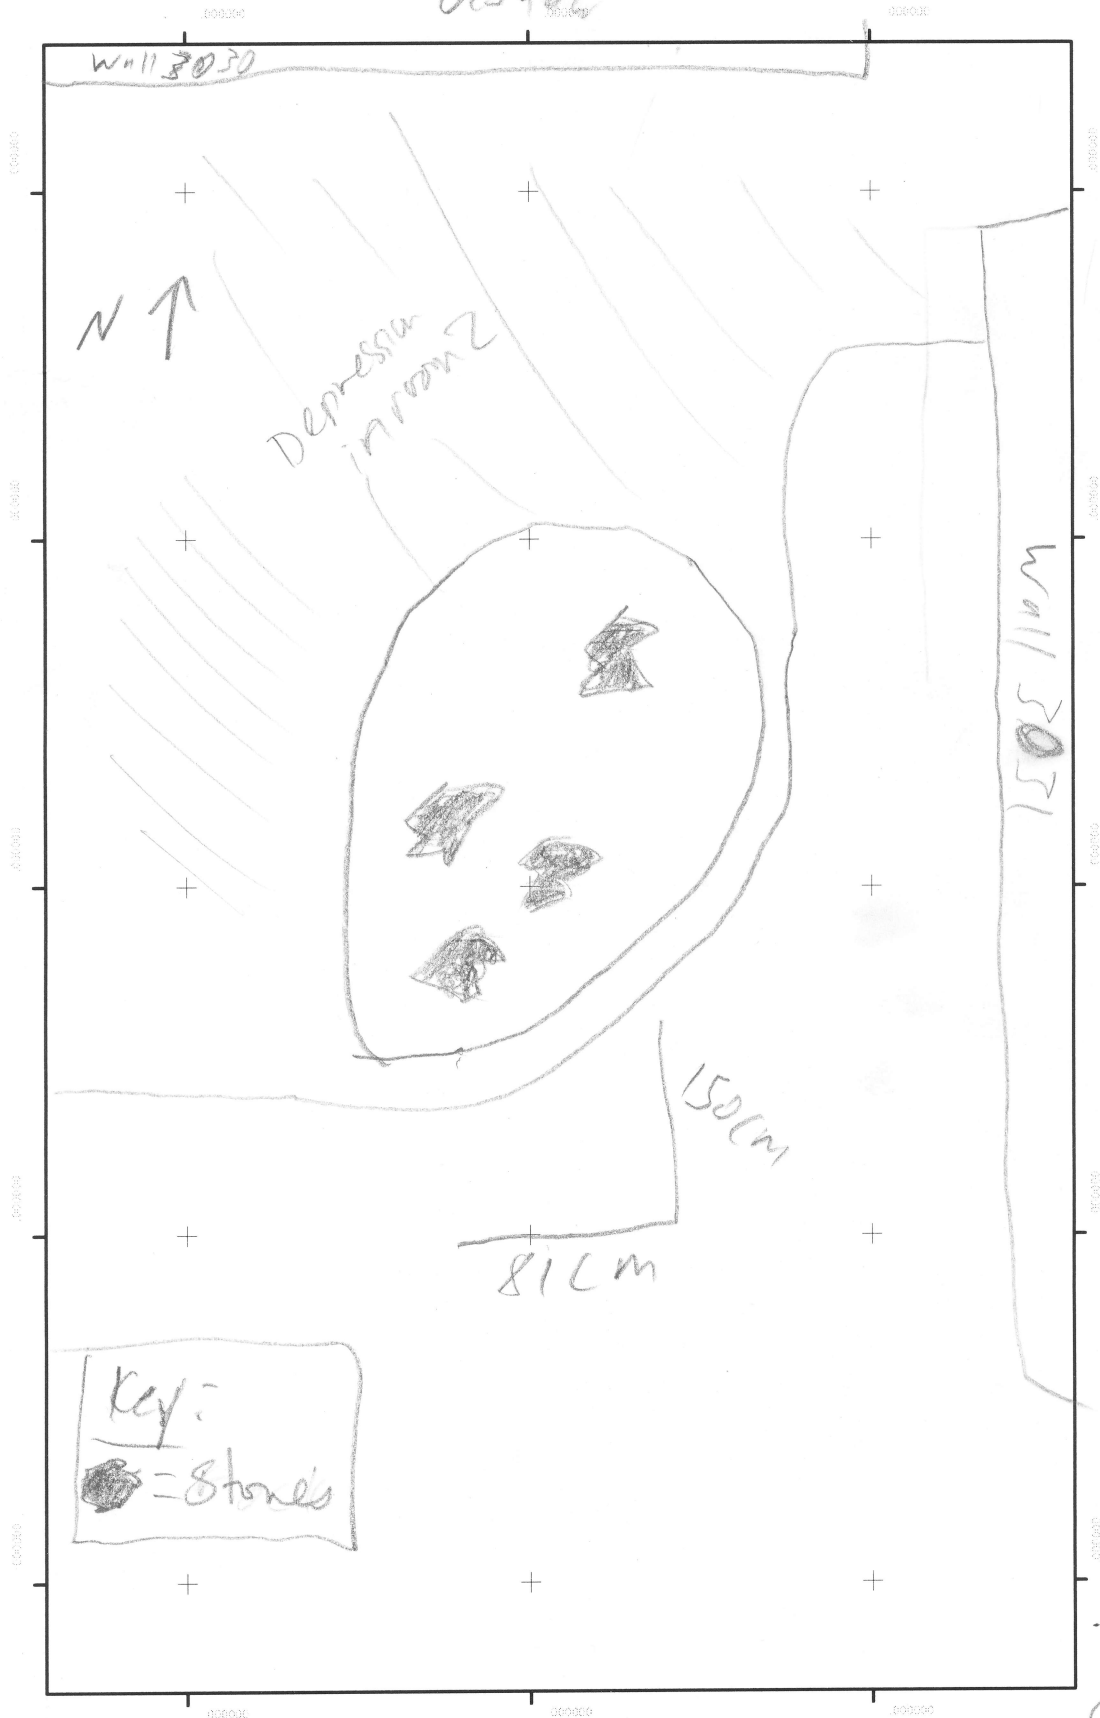 Wall 3030
N
Depression
in room 2
Wall 3031
150cm
81cm
Key:
= Stones